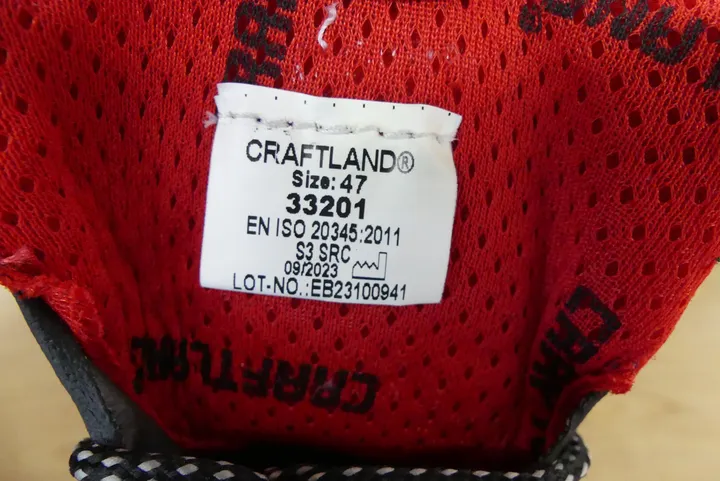 CRAFTLAND®
Size: 47
33201
EN ISO 20345:2011
S3 SRC
09/2023
LOT-NO.:EB23100941
CRAFTLAND